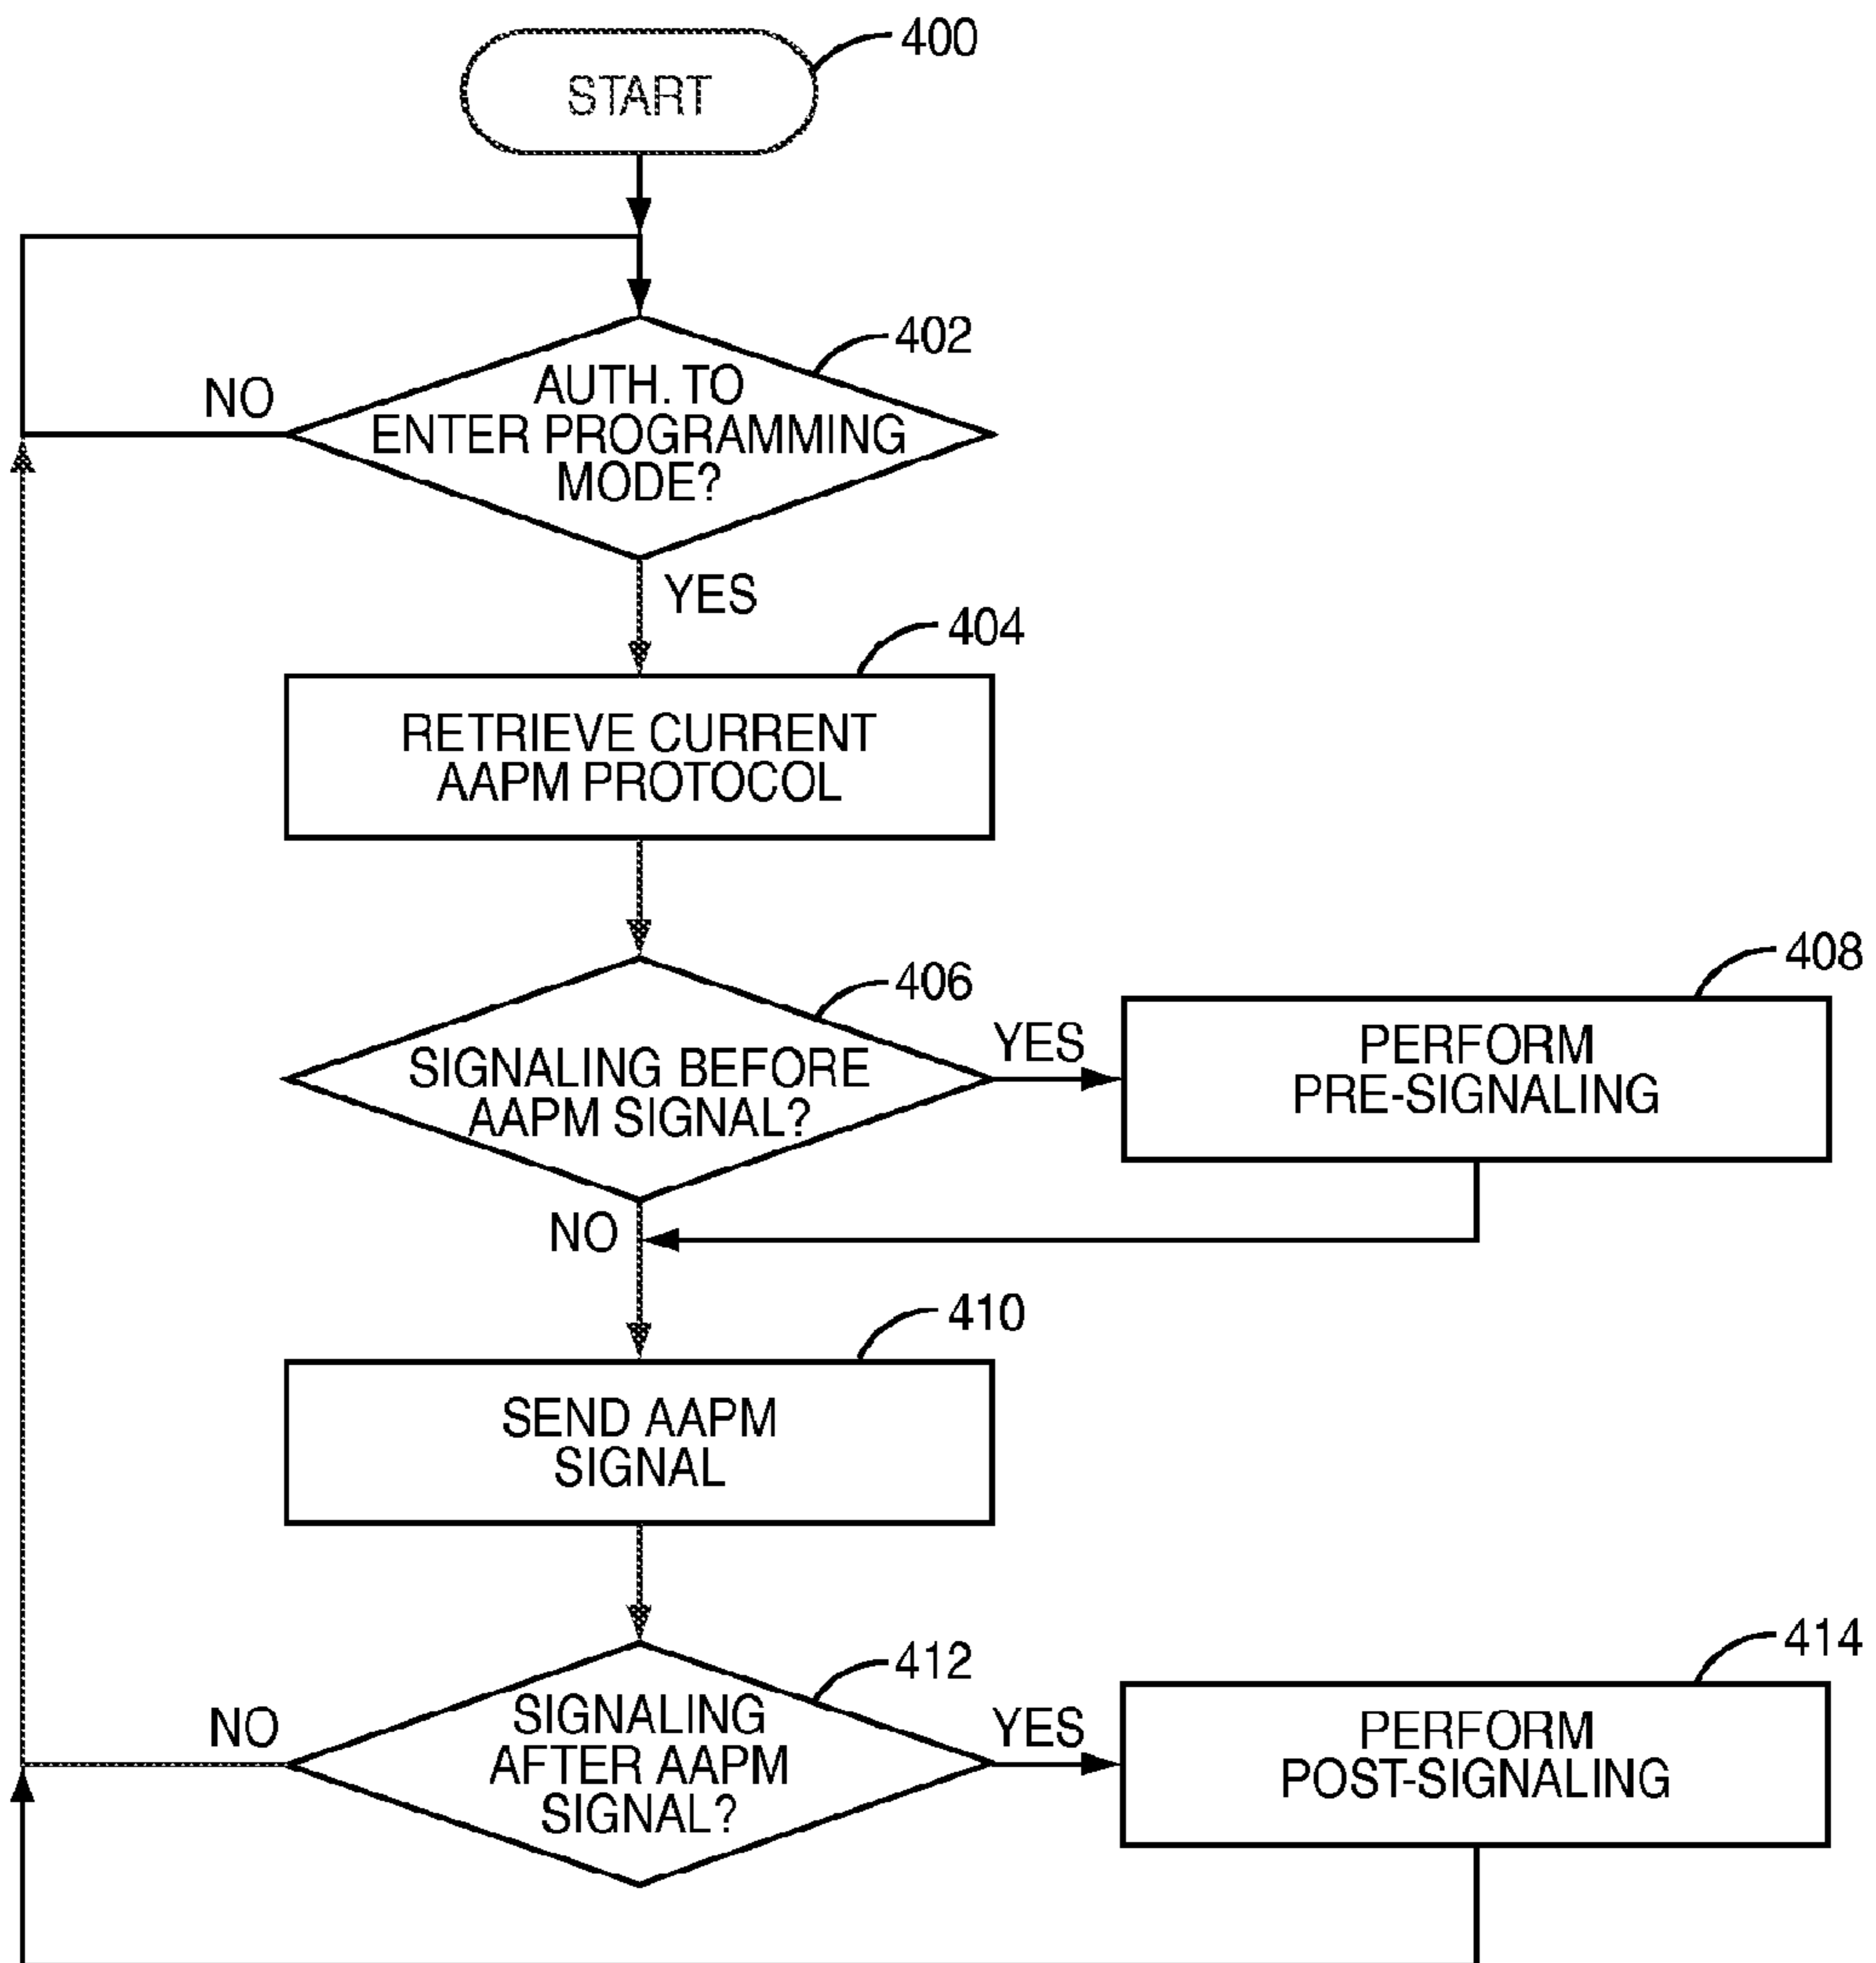 400
START
402
AUTH. TO
ENTER PROGRAMMING
MODE?
NO
YES
404
RETRIEVE CURRENT
AAPM PROTOCOL
406
SIGNALING BEFORE
AAPM SIGNAL?
YES
408
PERFORM
PRE-SIGNALING
NO
410
SEND AAPM
SIGNAL
412
SIGNALING
AFTER AAPM
SIGNAL?
NO
YES
414
PERFORM
POST-SIGNALING